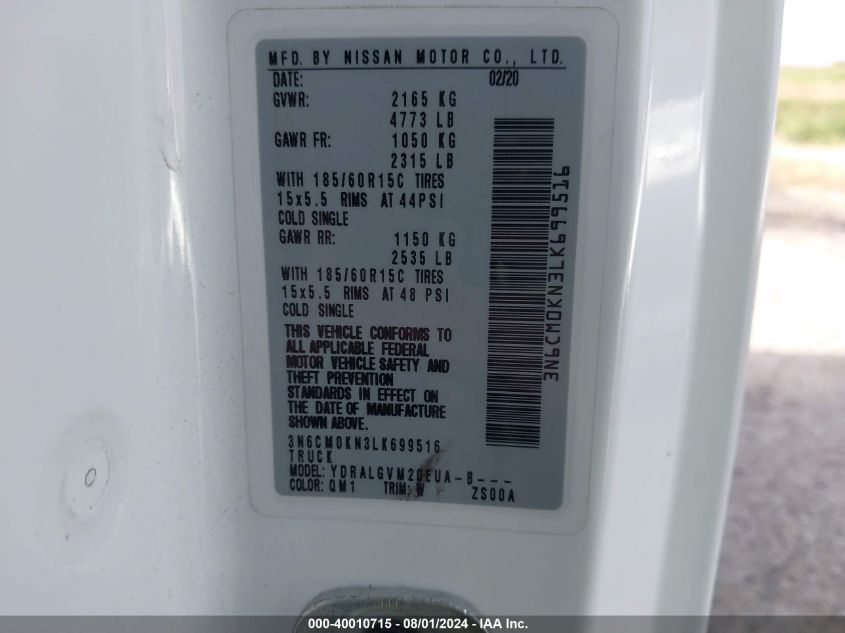 MFD. BY NISSAN MOTOR CO., LTD.
DATE: 02/20
GVWR: 2165 KG
4773 LB
GAWR FR: 1050 KG
2315 LB
WITH 185/60R15C TIRES
15x5.5 RIMS AT 44PSI
COLD SINGLE
GAWR RR: 1150 KG
2535 LB
WITH 185/60R15C TIRES
15x5.5 RIMS AT 48 PSI
COLD SINGLE
THIS VEHICLE CONFORMS TO
ALL APPLICABLE FEDERAL
MOTOR VEHICLE SAFETY AND
THEFT PREVENTION
STANDARDS IN EFFECT ON
THE DATE OF MANUFACTURE
SHOWN ABOVE.
3N6CM0KN3LK699516
TRUCK
MODEL: YDRALGVM20EUA-B---
COLOR: QM1 TRIM: W ZS00A
3N6CM0KN3LK699516
000-40010715 - 08/01/2024 - IAA Inc.